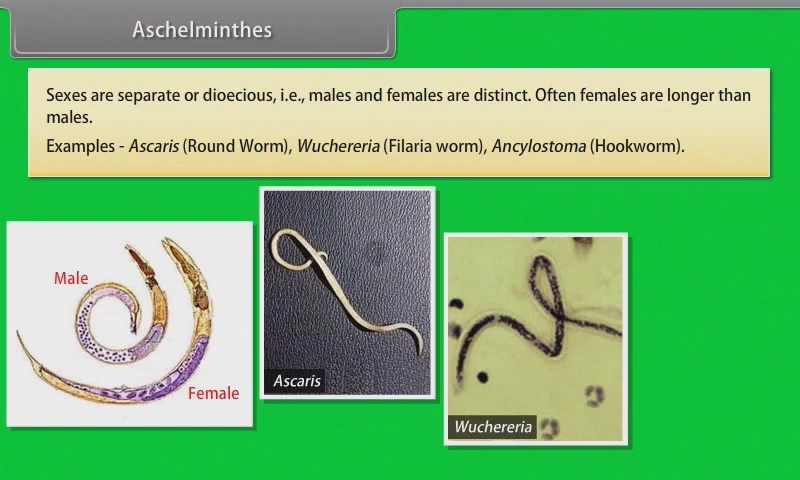 Aschelminthes
Sexes are separate or dioecious, i.e., males and females are distinct. Often females are longer than
males.
Examples - Ascaris (Round Worm), Wuchereria (Filaria worm), Ancylostoma (Hookworm).
Male
Female
Ascaris
Wuchereria